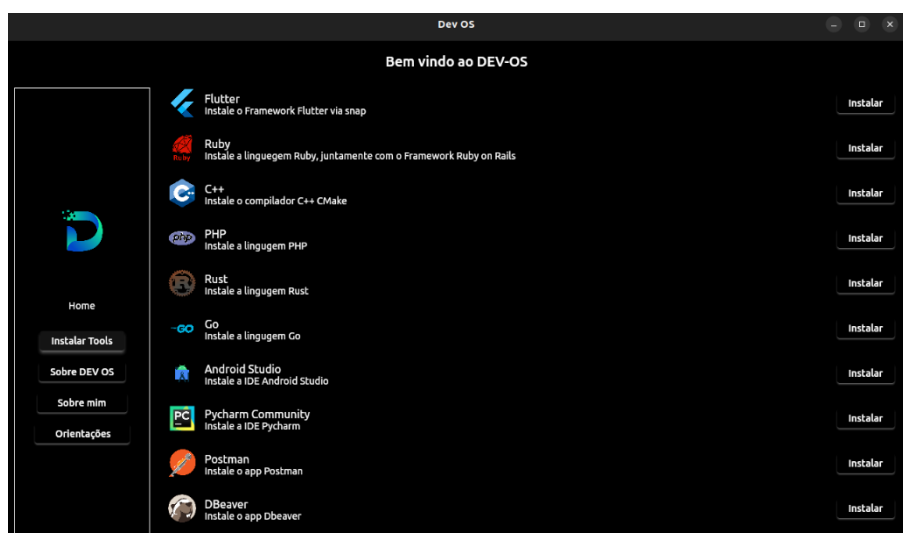 Dev OS
Bem vindo ao DEV-OS
Home
Instalar Tools
Sobre DEV OS
Sobre mim
Orientações
Flutter
Instale o Framework Flutter via snap
Instalar
Ruby
Ruby
Instale a linguegem Ruby, juntamente com o Framework Ruby on Rails
Instalar
C++
C++
Instale o compilador C++ CMake
Instalar
php
PHP
Instale a lingugem PHP
Instalar
R
Rust
Instale a lingugem Rust
Instalar
GO
Go
Instale a lingugem Go
Instalar
Android Studio
Instale a IDE Android Studio
Instalar
PC
Pycharm Community
Instale a IDE Pycharm
Instalar
Postman
Instale o app Postman
Instalar
DBeaver
Instale o app Dbeaver
Instalar